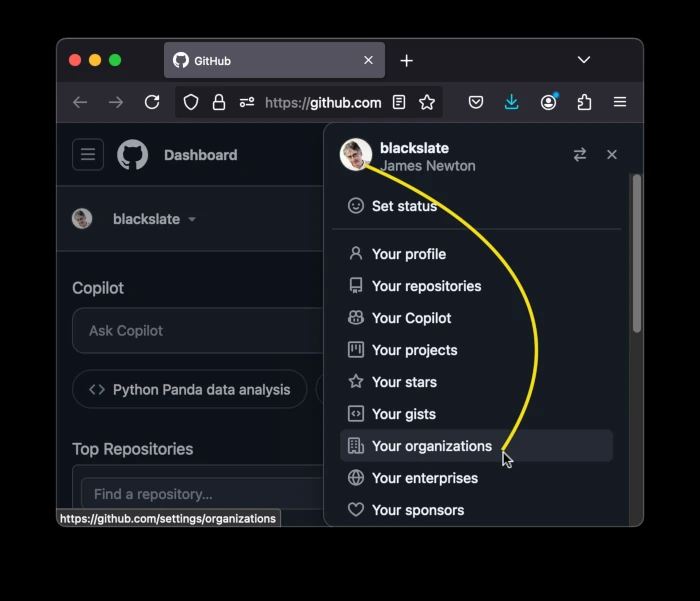 GitHub
https://github.com
Dashboard
blackslate
James Newton
Set status
blackslate
Your profile
Your repositories
Your Copilot
Your projects
Your stars
Your gists
Your organizations
Your enterprises
Your sponsors
Copilot
Ask Copilot
Python Panda data analysis
Top Repositories
Find a repository...
https://github.com/settings/organizations